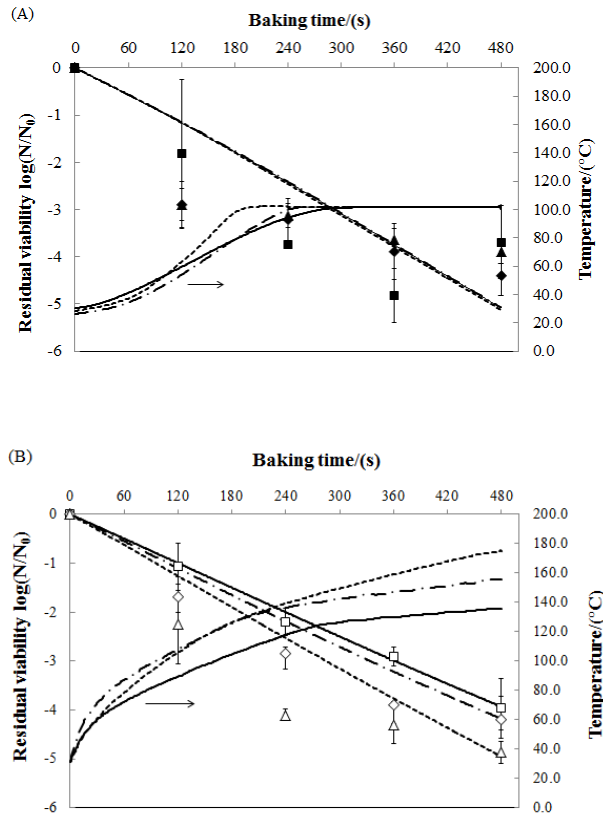 (A)
Baking time/(s)
0 60 120 180 240 300 360 420 480
0 -1 -2 -3 -4 -5 -6
Residual viability log(N/N0)
200.0 180.0 160.0 140.0 120.0 100.0 80.0 60.0 40.0 20.0 0.0
Temperature/(°C)
(B)
Baking time/(s)
0 60 120 180 240 300 360 420 480
0 -1 -2 -3 -4 -5 -6
Residual viability log(N/N0)
200.0 180.0 160.0 140.0 120.0 100.0 80.0 60.0 40.0 20.0 0.0
Temperature/(°C)